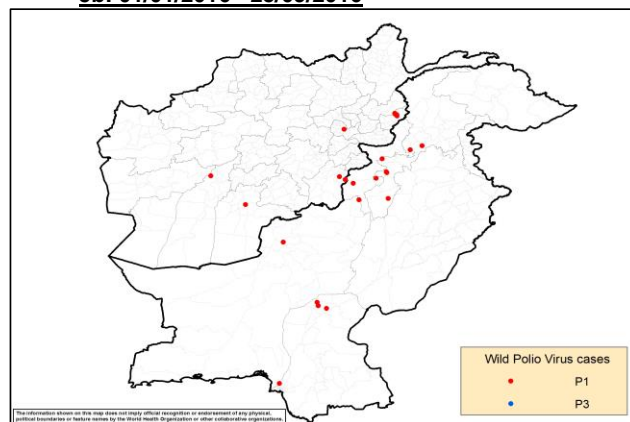 Wild Polio Virus cases
P1
P3
The information shown on this map does not imply official recognition or endorsement of any physical,
political boundaries or feature names by the World Health Organization or other collaborative organizations.